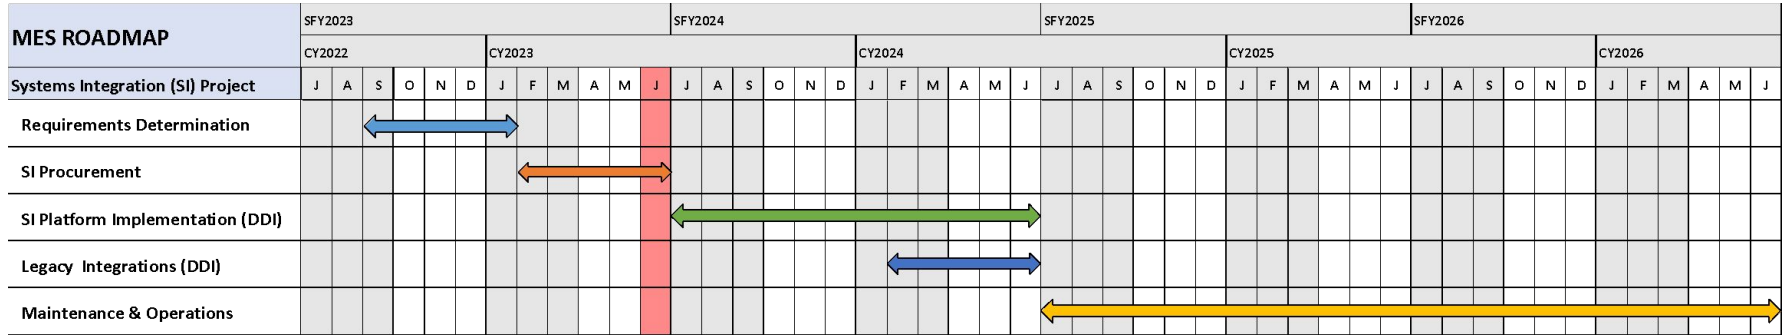 MES ROADMAP
SFY2023 SFY2024 SFY2025 SFY2026
CY2022 CY2023 CY2024 CY2025 CY2026
Systems Integration (SI) Project J A S O N D J F M A M J J A S O N D J F M A M J J A S O N D J F M A M J J A S O N D J F M A M J
Requirements Determination
SI Procurement
SI Platform Implementation (DDI)
Legacy Integrations (DDI)
Maintenance & Operations